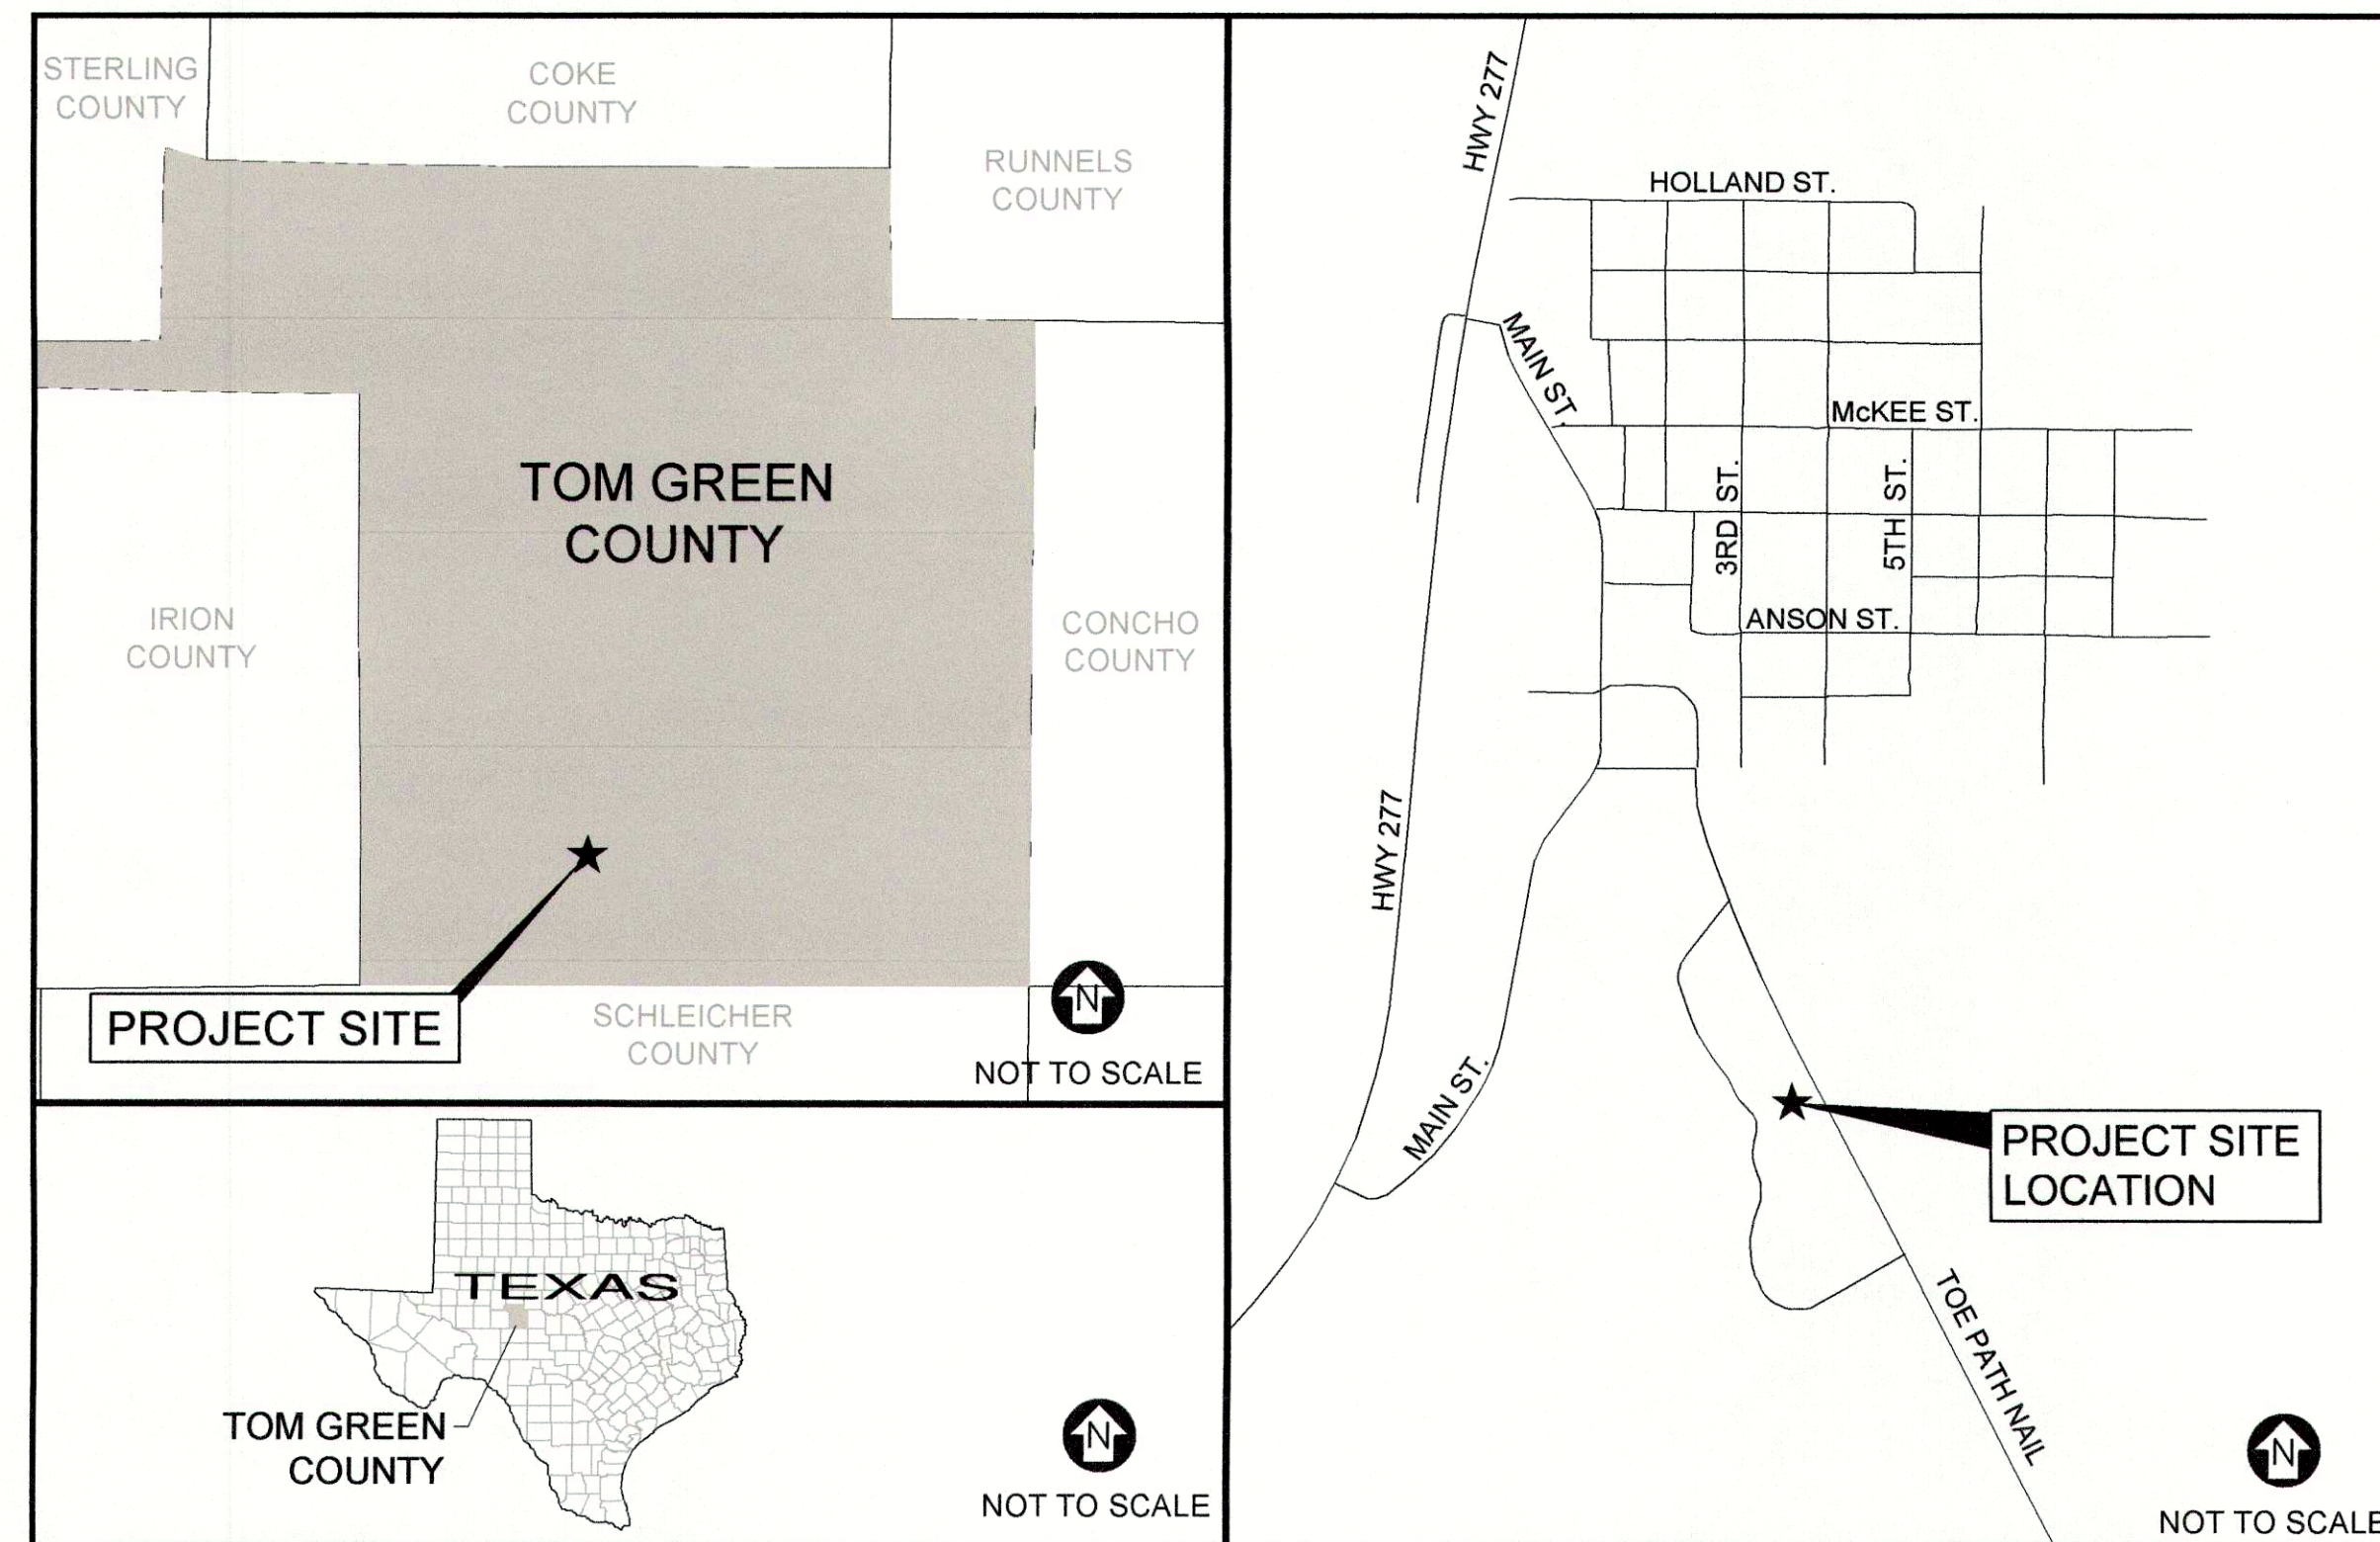 STERLING
COUNTY
COKE
COUNTY
RUNNELS
COUNTY
TOM GREEN
COUNTY
IRION
COUNTY
CONCHO
COUNTY
PROJECT SITE
SCHLEICHER
COUNTY
N
NOT TO SCALE
TEXAS
TOM GREEN
COUNTY
N
NOT TO SCALE
HWY 277
HOLLAND ST.
MAIN ST.
McKEE ST.
3RD ST.
5TH ST.
ANSON ST.
HWY 277
MAIN ST.
PROJECT SITE
LOCATION
TOE PATH NAIL
N
NOT TO SCALE